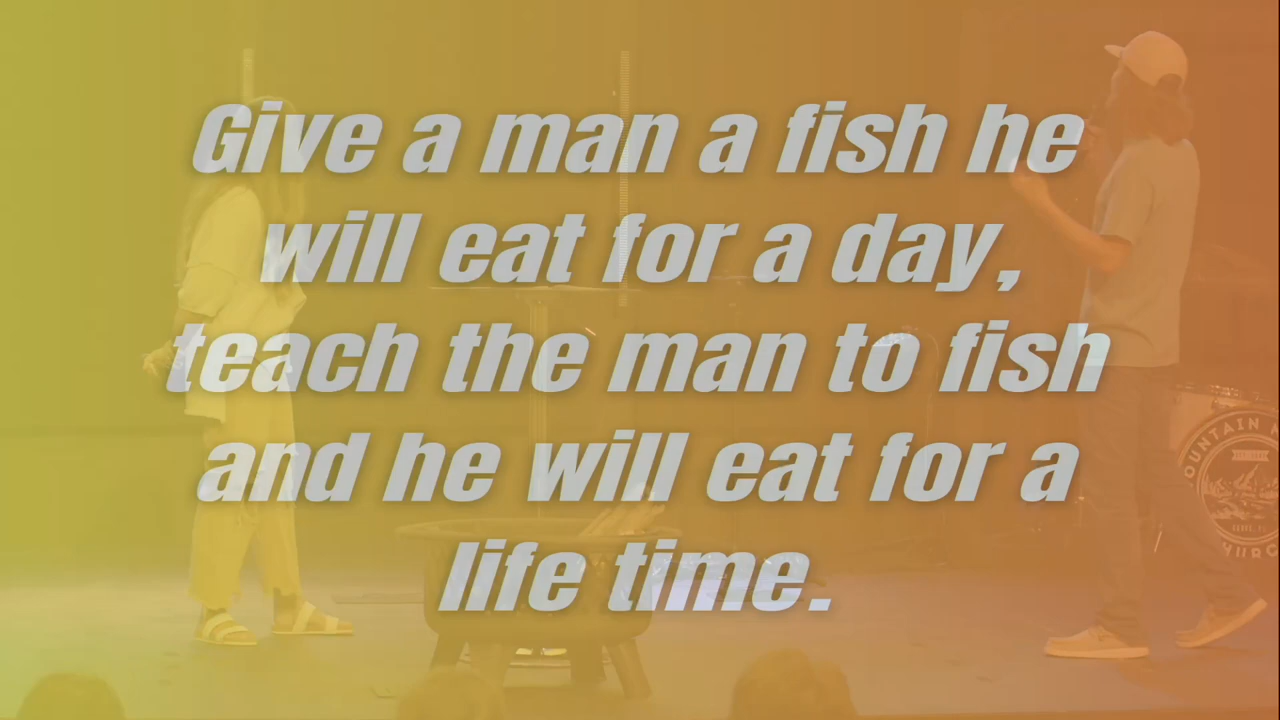 Give a man a fish he
will eat for a day,
teach the man to fish
and he will eat for a
life time.